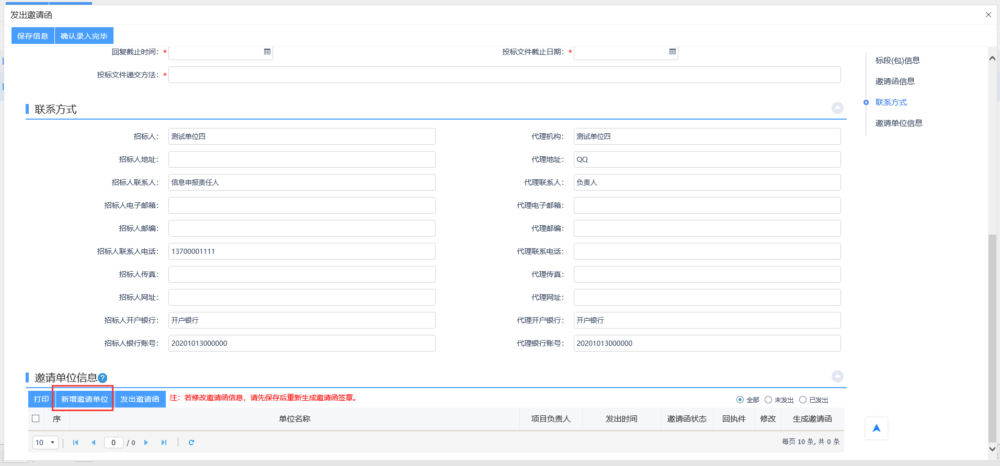 发出邀请函
保存信息 确认录入完毕
回复截止时间：* 投标文件截止日期：*
投标文件递交方法：*
标段(包)信息
邀请函信息
联系方式
邀请单位信息
联系方式
招标人： 测试单位四 代理机构： 测试单位四
招标人地址： 代理地址： QQ
招标人联系人： 信息申报责任人 代理联系人： 负责人
招标人电子邮箱： 代理电子邮箱：
招标人邮编： 代理邮编：
招标人联系人电话： 13700001111 代理联系电话：
招标人传真： 代理传真：
招标人网址： 代理网址：
招标人开户银行： 开户银行 代理开户银行： 开户银行
招标人银行账号： 20201013000000 代理银行账号： 20201013000000
邀请单位信息?
打印 新增邀请单位 发出邀请函 注：若修改邀请函信息，请先保存后重新生成邀请函签章。 全部 未发出 已发出
序 单位名称 项目负责人 发出时间 邀请函状态 回执件 修改 生成邀请函
10 0 / 0 每页 10 条, 共 0 条